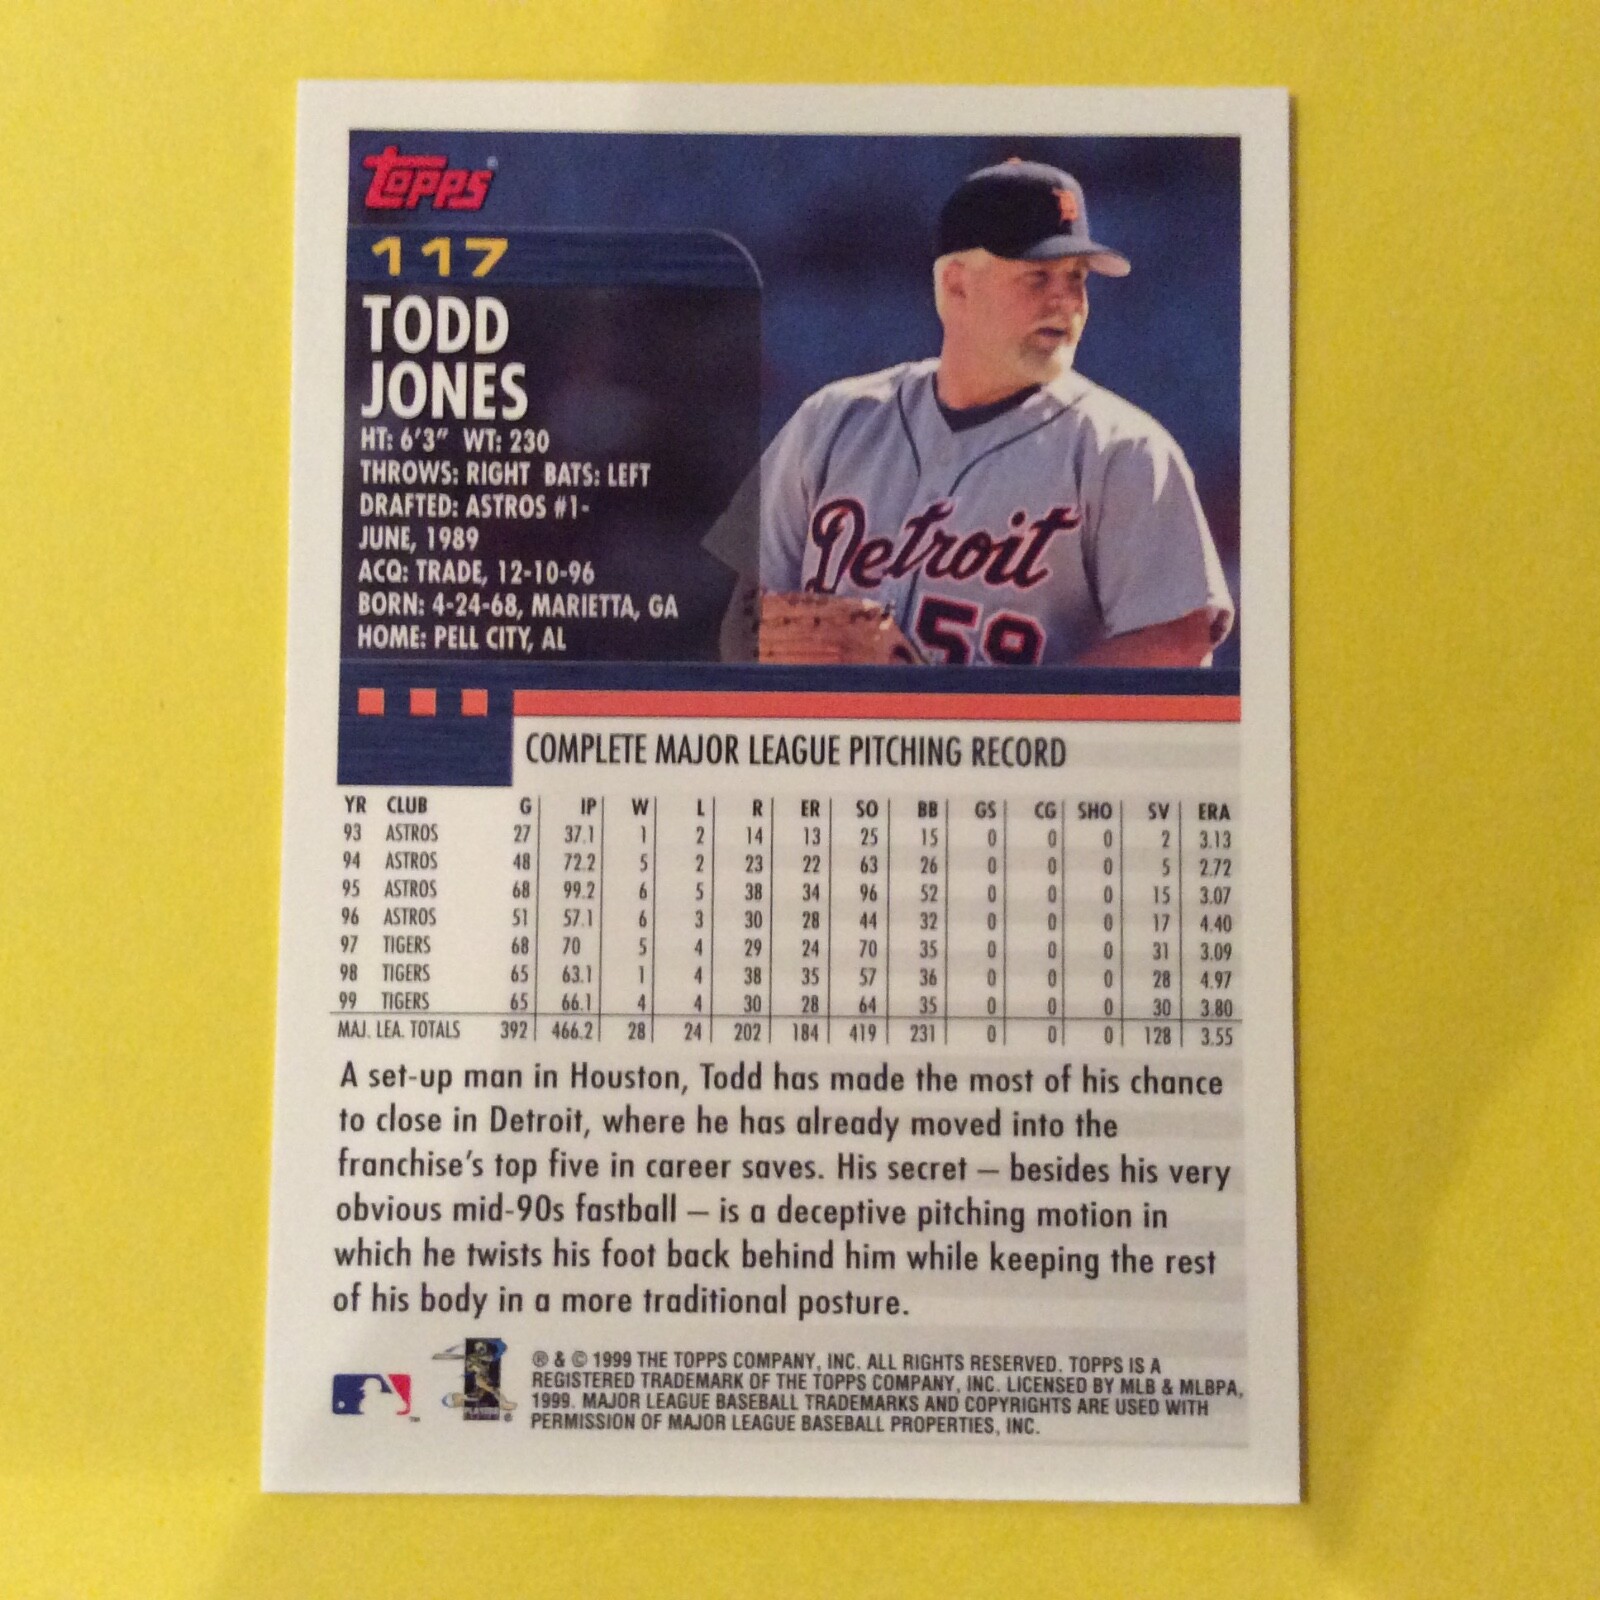 Topps®
117
TODD
JONES
HT: 6'3" WT: 230
THROWS: RIGHT BATS: LEFT
DRAFTED: ASTROS #1-
JUNE, 1989
ACQ: TRADE, 12-10-96
BORN: 4-24-68, MARIETTA, GA
HOME: PELL CITY, AL
D
Detroit
59
COMPLETE MAJOR LEAGUE PITCHING RECORD
YR CLUB G IP W L R ER SO BB GS CG SHO SV ERA
93 ASTROS 27 37.1 1 2 14 13 25 15 0 0 0 2 3.13
94 ASTROS 48 72.2 5 2 23 22 63 26 0 0 0 5 2.72
95 ASTROS 68 99.2 6 5 38 34 96 52 0 0 0 15 3.07
96 ASTROS 51 57.1 6 3 30 28 44 32 0 0 0 17 4.40
97 TIGERS 68 70 5 4 29 24 70 35 0 0 0 31 3.09
98 TIGERS 65 63.1 1 4 38 35 57 36 0 0 0 28 4.97
99 TIGERS 65 66.1 4 4 30 28 64 35 0 0 0 30 3.80
MAJ. LEA. TOTALS 392 466.2 28 24 202 184 419 231 0 0 0 128 3.55
A set-up man in Houston, Todd has made the most of his chance
to close in Detroit, where he has already moved into the
franchise's top five in career saves. His secret – besides his very
obvious mid-90s fastball – is a deceptive pitching motion in
which he twists his foot back behind him while keeping the rest
of his body in a more traditional posture.
® & © 1999 THE TOPPS COMPANY, INC. ALL RIGHTS RESERVED. TOPPS IS A
REGISTERED TRADEMARK OF THE TOPPS COMPANY, INC. LICENSED BY MLB & MLBPA,
1999. MAJOR LEAGUE BASEBALL TRADEMARKS AND COPYRIGHTS ARE USED WITH
PERMISSION OF MAJOR LEAGUE BASEBALL PROPERTIES, INC.